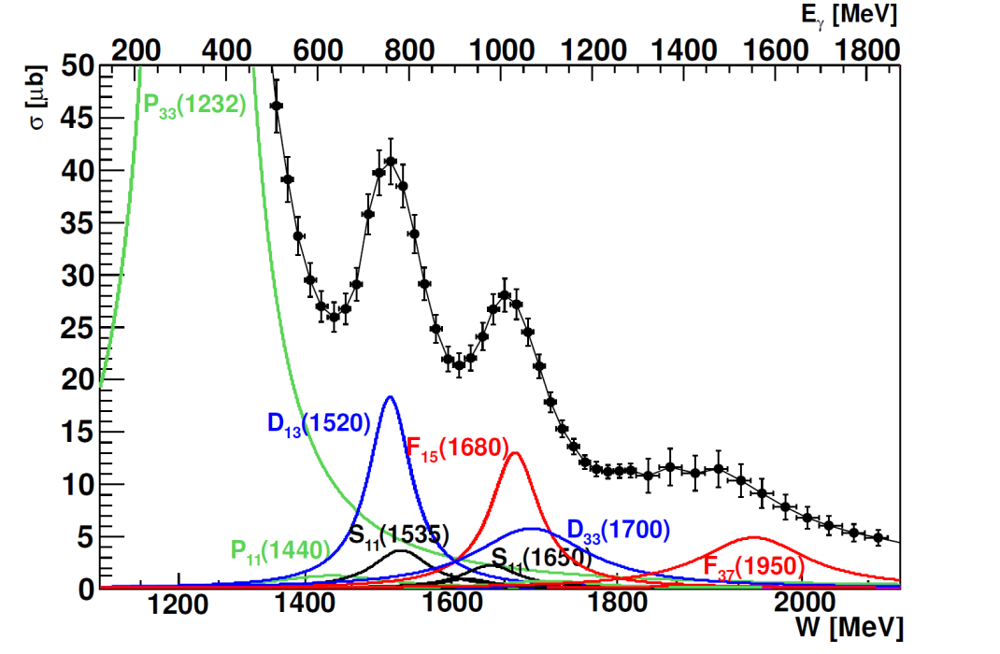 E_γ [MeV]
200 400 600 800 1000 1200 1400 1600 1800
σ [μb]
50
45
40
35
30
25
20
15
10
5
0
P_33(1232)
D_13(1520)
F_15(1680)
S_11(1535)
D_33(1700)
P_11(1440)
S_11(1650)
F_37(1950)
1200 1400 1600 1800 2000
W [MeV]